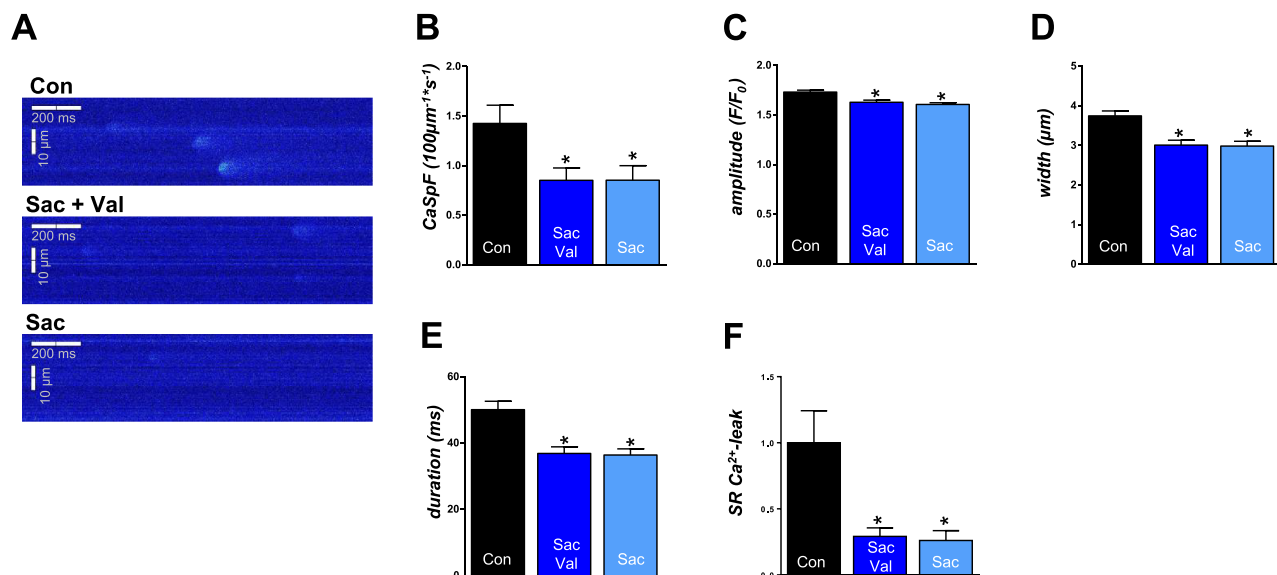 A
Con
200 ms
10 µm
Sac + Val
200 ms
10 µm
Sac
200 ms
10 µm
B
CaSpF (100µm⁻¹*s⁻¹)
2.0
1.5
1.0
0.5
0.0
*
*
Con
Sac
Val
Sac
C
amplitude (F/F₀)
2.0
1.5
1.0
0.5
0.0
*
*
Con
Sac
Val
Sac
D
width (µm)
5
4
3
2
1
0
*
*
Con
Sac
Val
Sac
E
duration (ms)
60
40
20
0
*
*
Con
Sac
Val
Sac
F
SR Ca²⁺-leak
1.5
1.0
0.5
0.0
*
*
Con
Sac
Val
Sac